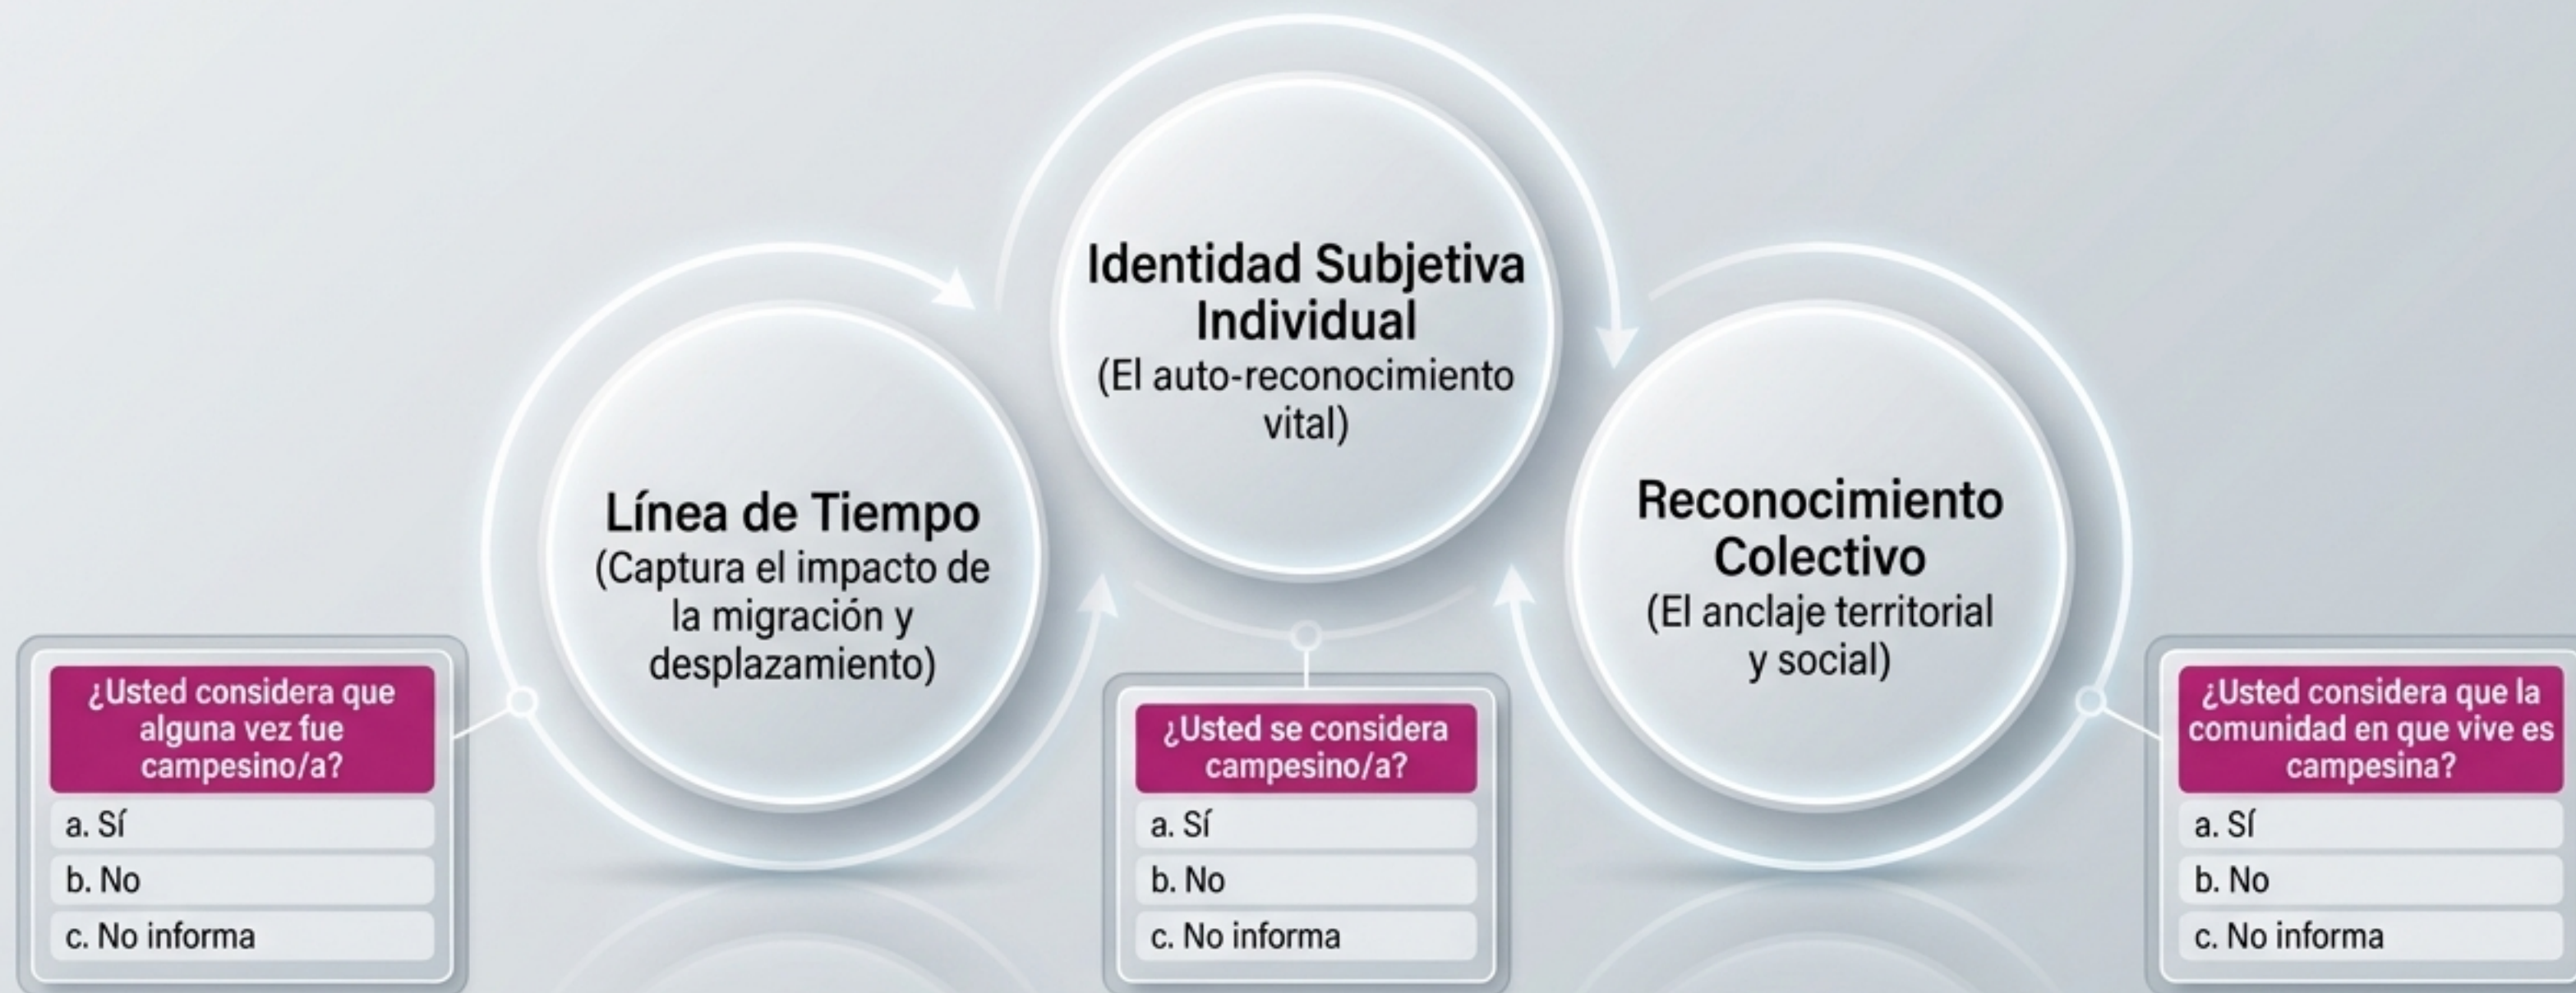 Identidad Subjetiva
Individual
(El auto-reconocimiento
vital)
Línea de Tiempo
(Captura el impacto de
la migración y
desplazamiento)
Reconocimiento
Colectivo
(El anclaje territorial
y social)
¿Usted considera que
alguna vez fue
campesino/a?
a. Sí
b. No
c. No informa
¿Usted se considera
campesino/a?
a. Sí
b. No
c. No informa
¿Usted considera que la
comunidad en que vive es
campesina?
a. Sí
b. No
c. No informa